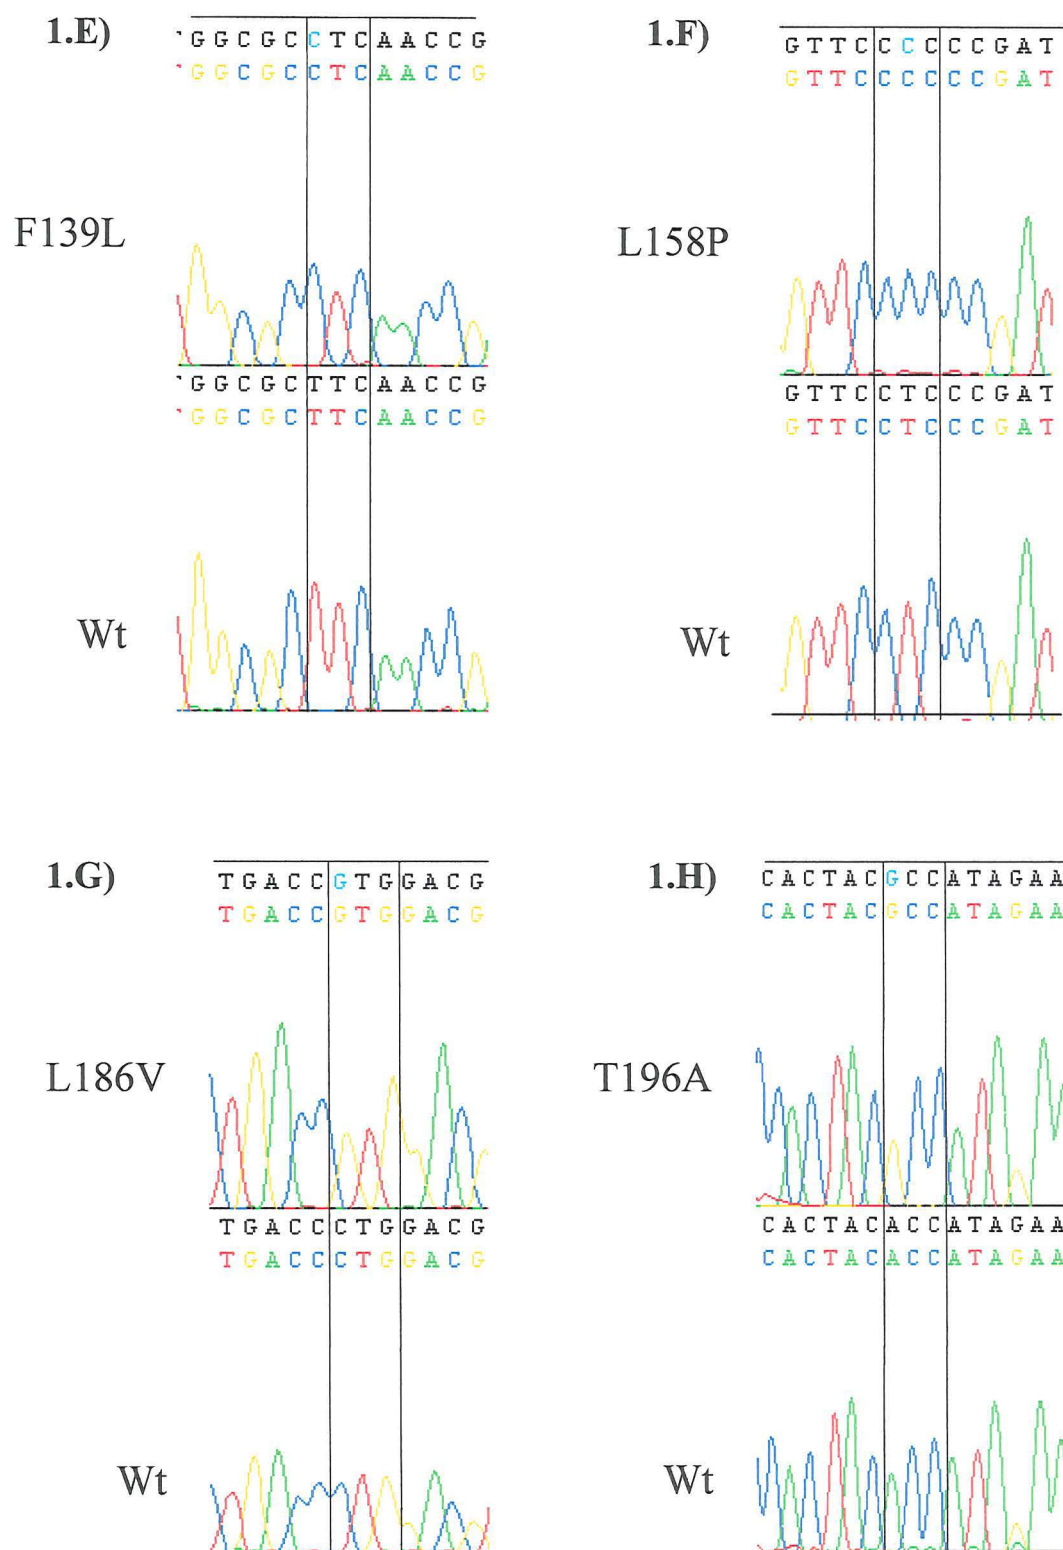 1.E)
'GGCGCCTCAACCG
'GGCGCCTCAACCG
F139L
'GGCGCTTCAACCG
'GGCGCTTCAACCG
Wt
1.F)
GTTCCCCCCGAT
GTTCCCCCCGAT
L158P
GTTCCTCCCGAT
GTTCCTCCCGAT
Wt
1.G)
TGACCGTGGACG
TGACCGTGGACG
L186V
TGACCCTGGACG
TGACCCTGGACG
Wt
1.H)
CACTACGCCATAGAA
CACTACGCCATAGAA
T196A
CACTACACCATAGAA
CACTACACCATAGAA
Wt